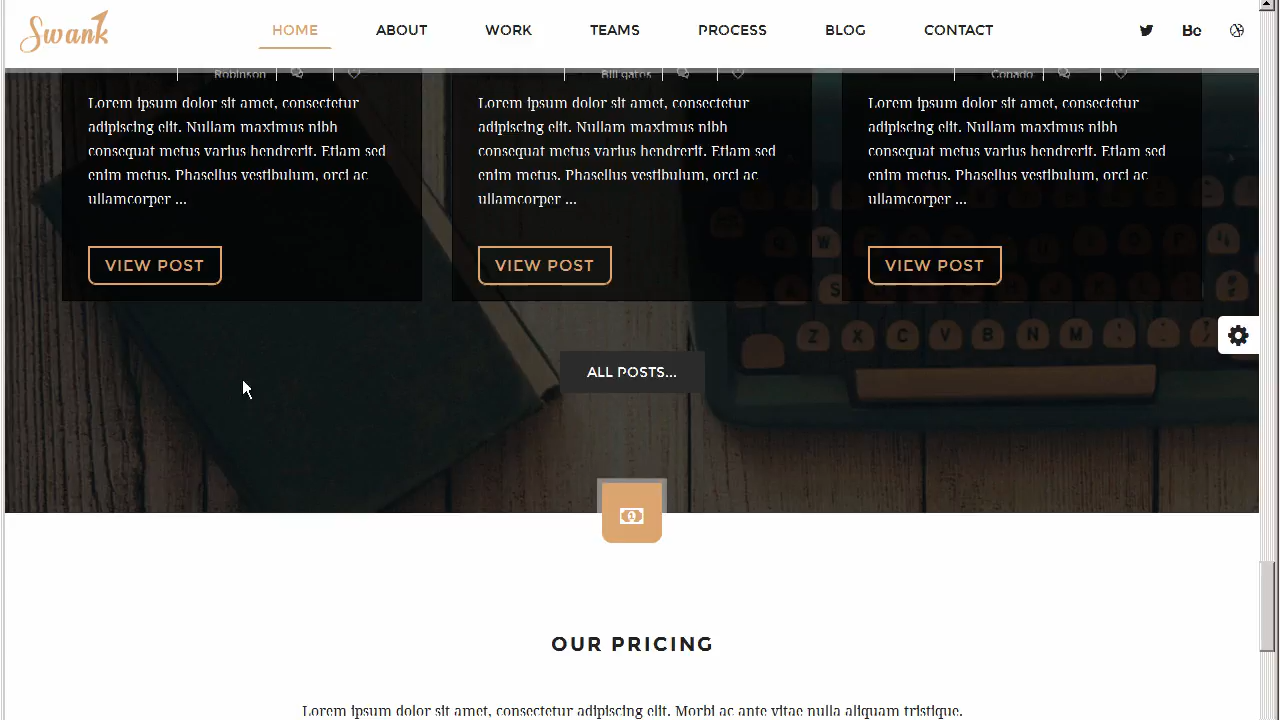 Swank
HOME ABOUT WORK TEAMS PROCESS BLOG CONTACT
Bē
Robinson Bill gates Conado
Lorem ipsum dolor sit amet, consectetur
adipiscing elit. Nullam maximus nibh
consequat metus varius hendrerit. Etiam sed
enim metus. Phasellus vestibulum, orci ac
ullamcorper ...
VIEW POST
Lorem ipsum dolor sit amet, consectetur
adipiscing elit. Nullam maximus nibh
consequat metus varius hendrerit. Etiam sed
enim metus. Phasellus vestibulum, orci ac
ullamcorper ...
VIEW POST
Lorem ipsum dolor sit amet, consectetur
adipiscing elit. Nullam maximus nibh
consequat metus varius hendrerit. Etiam sed
enim metus. Phasellus vestibulum, orci ac
ullamcorper ...
VIEW POST
W
S
Z X C V B N M
ALL POSTS...
OUR PRICING
Lorem ipsum dolor sit amet, consectetur adipiscing elit. Morbi ac ante vitae nulla aliquam tristique.